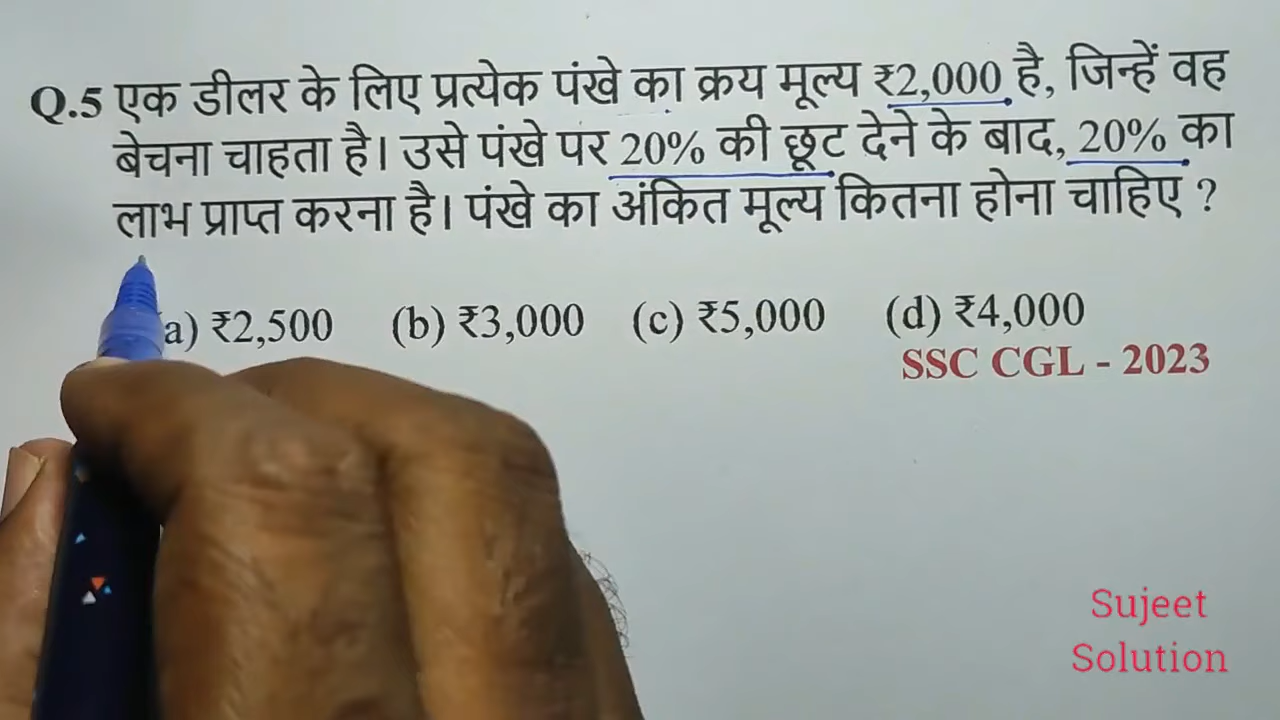 Q.5 एक डीलर के लिए प्रत्येक पंखे का क्रय मूल्य ₹2,000 है, जिन्हें वह
बेचना चाहता है। उसे पंखे पर 20% की छूट देने के बाद, 20% का
लाभ प्राप्त करना है। पंखे का अंकित मूल्य कितना होना चाहिए ?
a) ₹2,500 (b) ₹3,000 (c) ₹5,000 (d) ₹4,000
SSC CGL - 2023
Sujeet
Solution